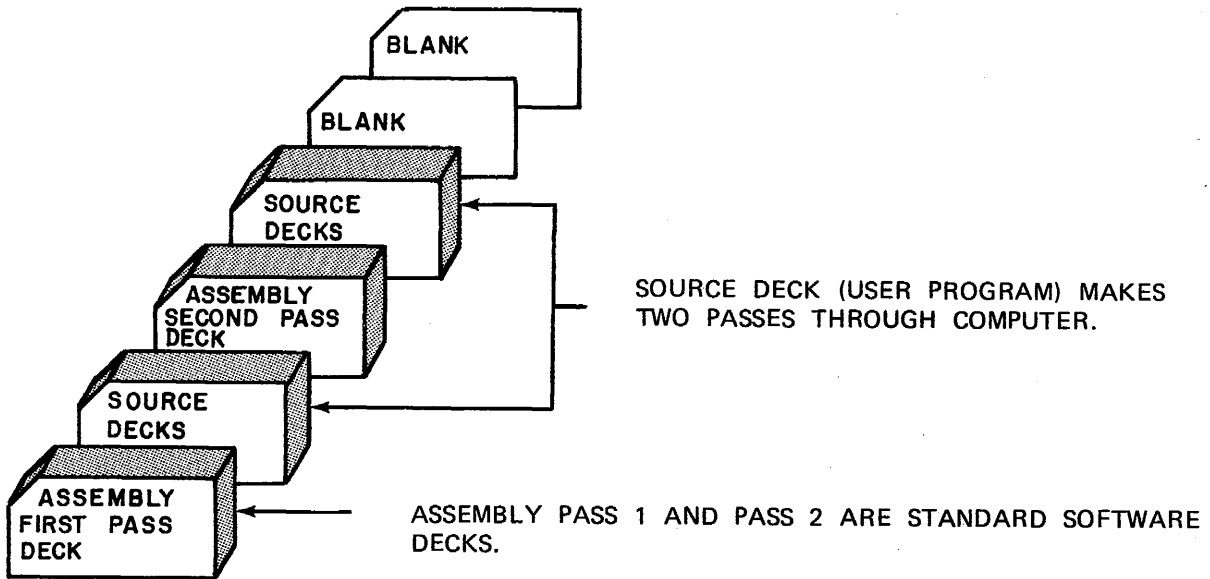 BLANK
BLANK
SOURCE
DECKS
SOURCE DECK (USER PROGRAM) MAKES
TWO PASSES THROUGH COMPUTER.
ASSEMBLY
SECOND PASS
DECK
SOURCE
DECKS
ASSEMBLY
FIRST PASS
DECK
ASSEMBLY PASS 1 AND PASS 2 ARE STANDARD SOFTWARE
DECKS.